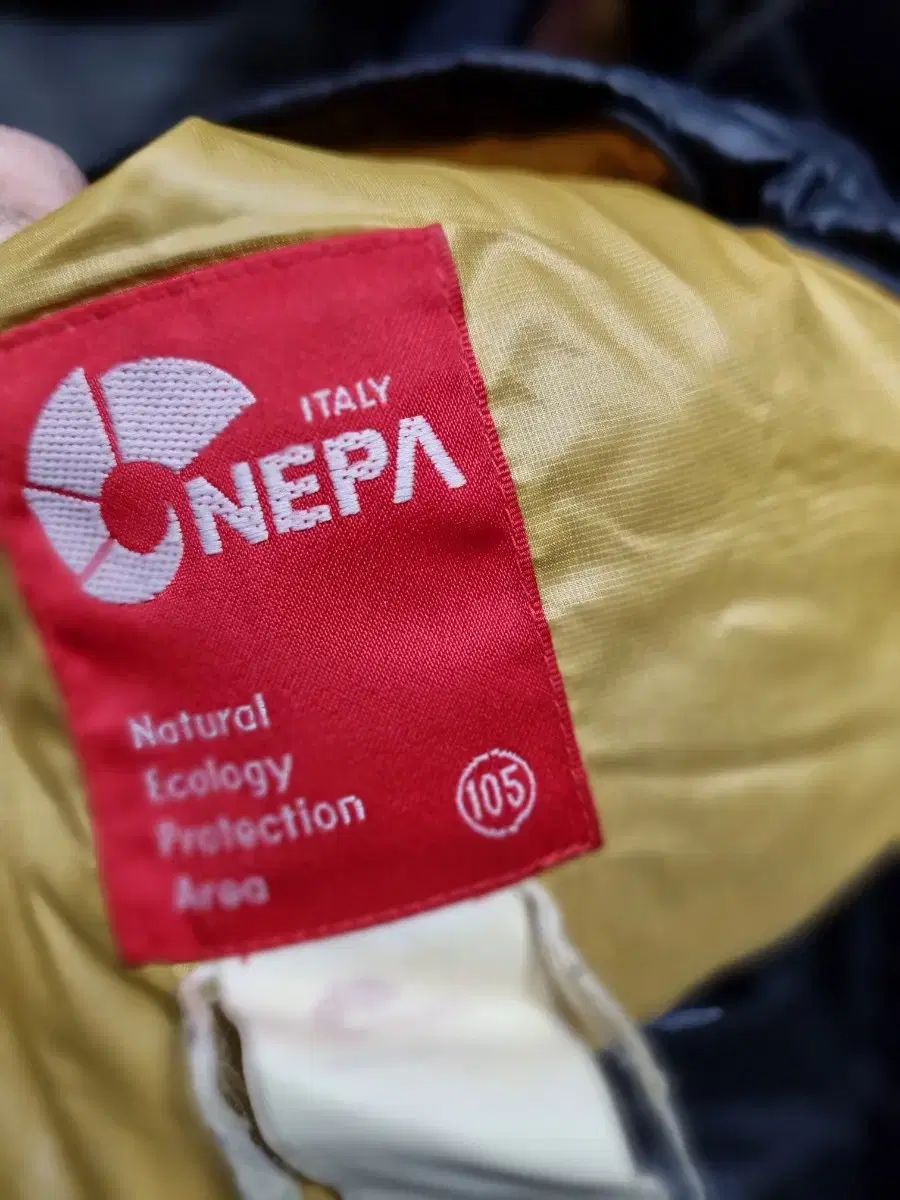 ITALY
NEPA
Natural
Ecology
Protection
Area
105